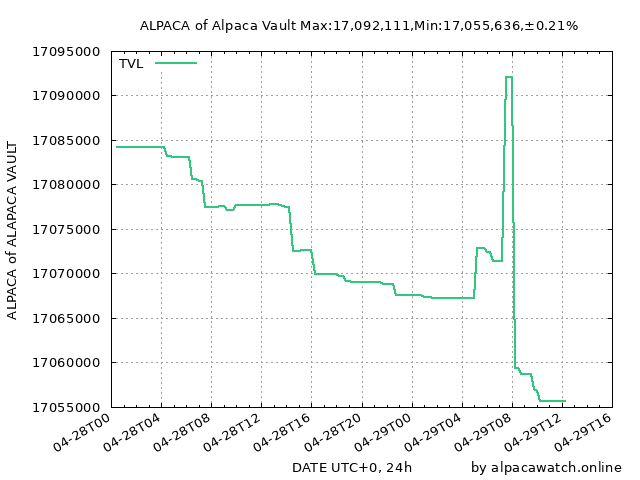 ALPACA of Alpaca Vault Max:17,092,111,Min:17,055,636,±0.21%
TVL
17095000
17090000
17085000
17080000
17075000
17070000
17065000
17060000
17055000
ALPACA of ALAPACA VAULT
04-28T00
04-28T04
04-28T08
04-28T12
04-28T16
04-28T20
04-29T00
04-29T04
04-29T08
04-29T12
04-29T16
DATE UTC+0, 24h
by alpacawatch.online